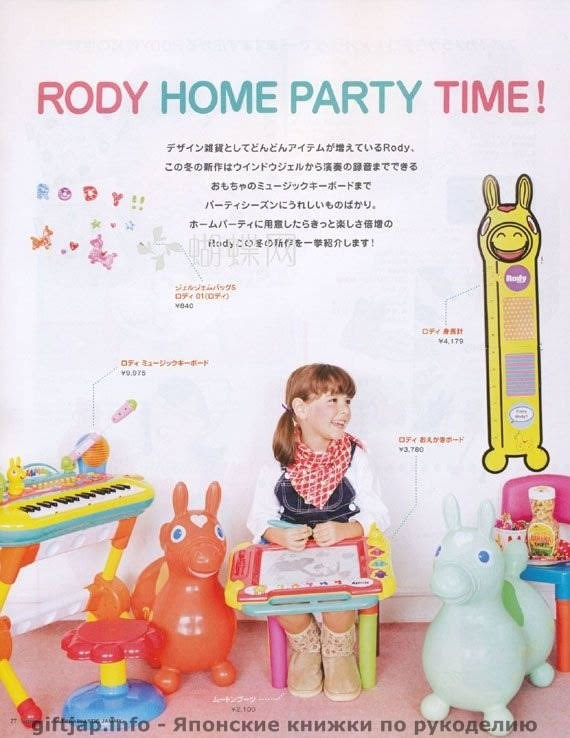 RODY HOME PARTY TIME!
デザイン雑貨としてどんどんアイテムが増えているRody、
この冬の新作はウインドウジェルから演奏の録音までできる
おもちゃのミュージックキーボードまで
パーティシーズンにうれしいものばかり。
ホームパーティに用意したらきっと楽しさ倍増の
Rodyこの冬の新作を一挙紹介します!
RODY!!
蝴蝶网
ジェルジェムバッグS
ロディ 01(ロディ)
¥840
Rody
ロディ 身長計
¥4,179
ロディ ミュージックキーボード
¥9,975
ロディ おえかきボード
¥3,780
ムートンブーツ
¥2,100
27
giftjap.info - Японские книжки по рукоделию